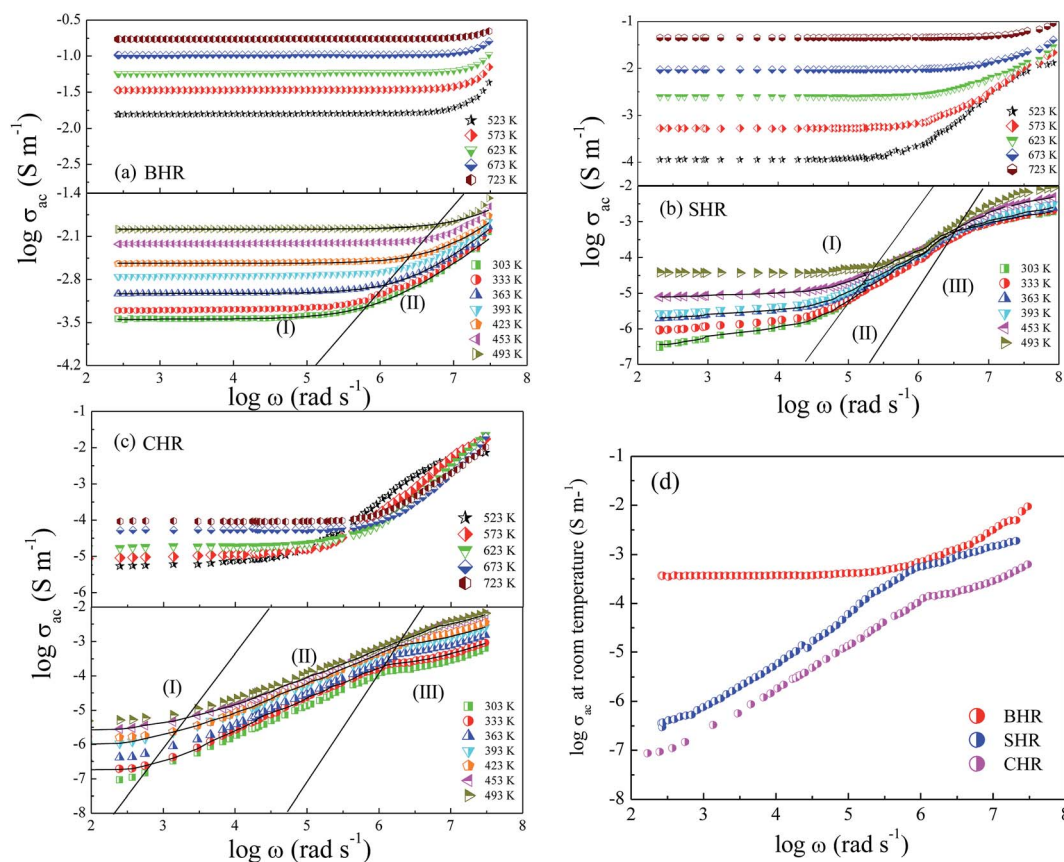 -0.5
-1.0
-1.5
-2.0
-2.5
(a) BHR
523 K
573 K
623 K
673 K
723 K
-1.4
-2.1
-2.8
-3.5
-4.2
(I)
(II)
303 K
333 K
363 K
393 K
423 K
453 K
493 K
2 3 4 5 6 7 8
log ω (rad s-1)
log σac (S m-1)
-1
-2
-3
-4
523 K
573 K
623 K
673 K
723 K
-2
-3
-4
-5
-6
-7
(b) SHR
(I)
(II)
(III)
303 K
333 K
363 K
393 K
423 K
453 K
493 K
2 3 4 5 6 7 8
log ω (rad s-1)
log σac (S m-1)
-1
-2
-3
-4
-5
-6
(c) CHR
523 K
573 K
623 K
673 K
723 K
-2
-3
-4
-5
-6
-7
-8
(I)
(II)
(III)
303 K
333 K
363 K
393 K
423 K
453 K
493 K
2 3 4 5 6 7 8
log ω (rad s-1)
log σac (S m-1)
-1
-2
-3
-4
-5
-6
-7
-8
(d)
BHR
SHR
CHR
2 3 4 5 6 7 8
log ω (rad s-1)
log σac at room temperature (S m-1)